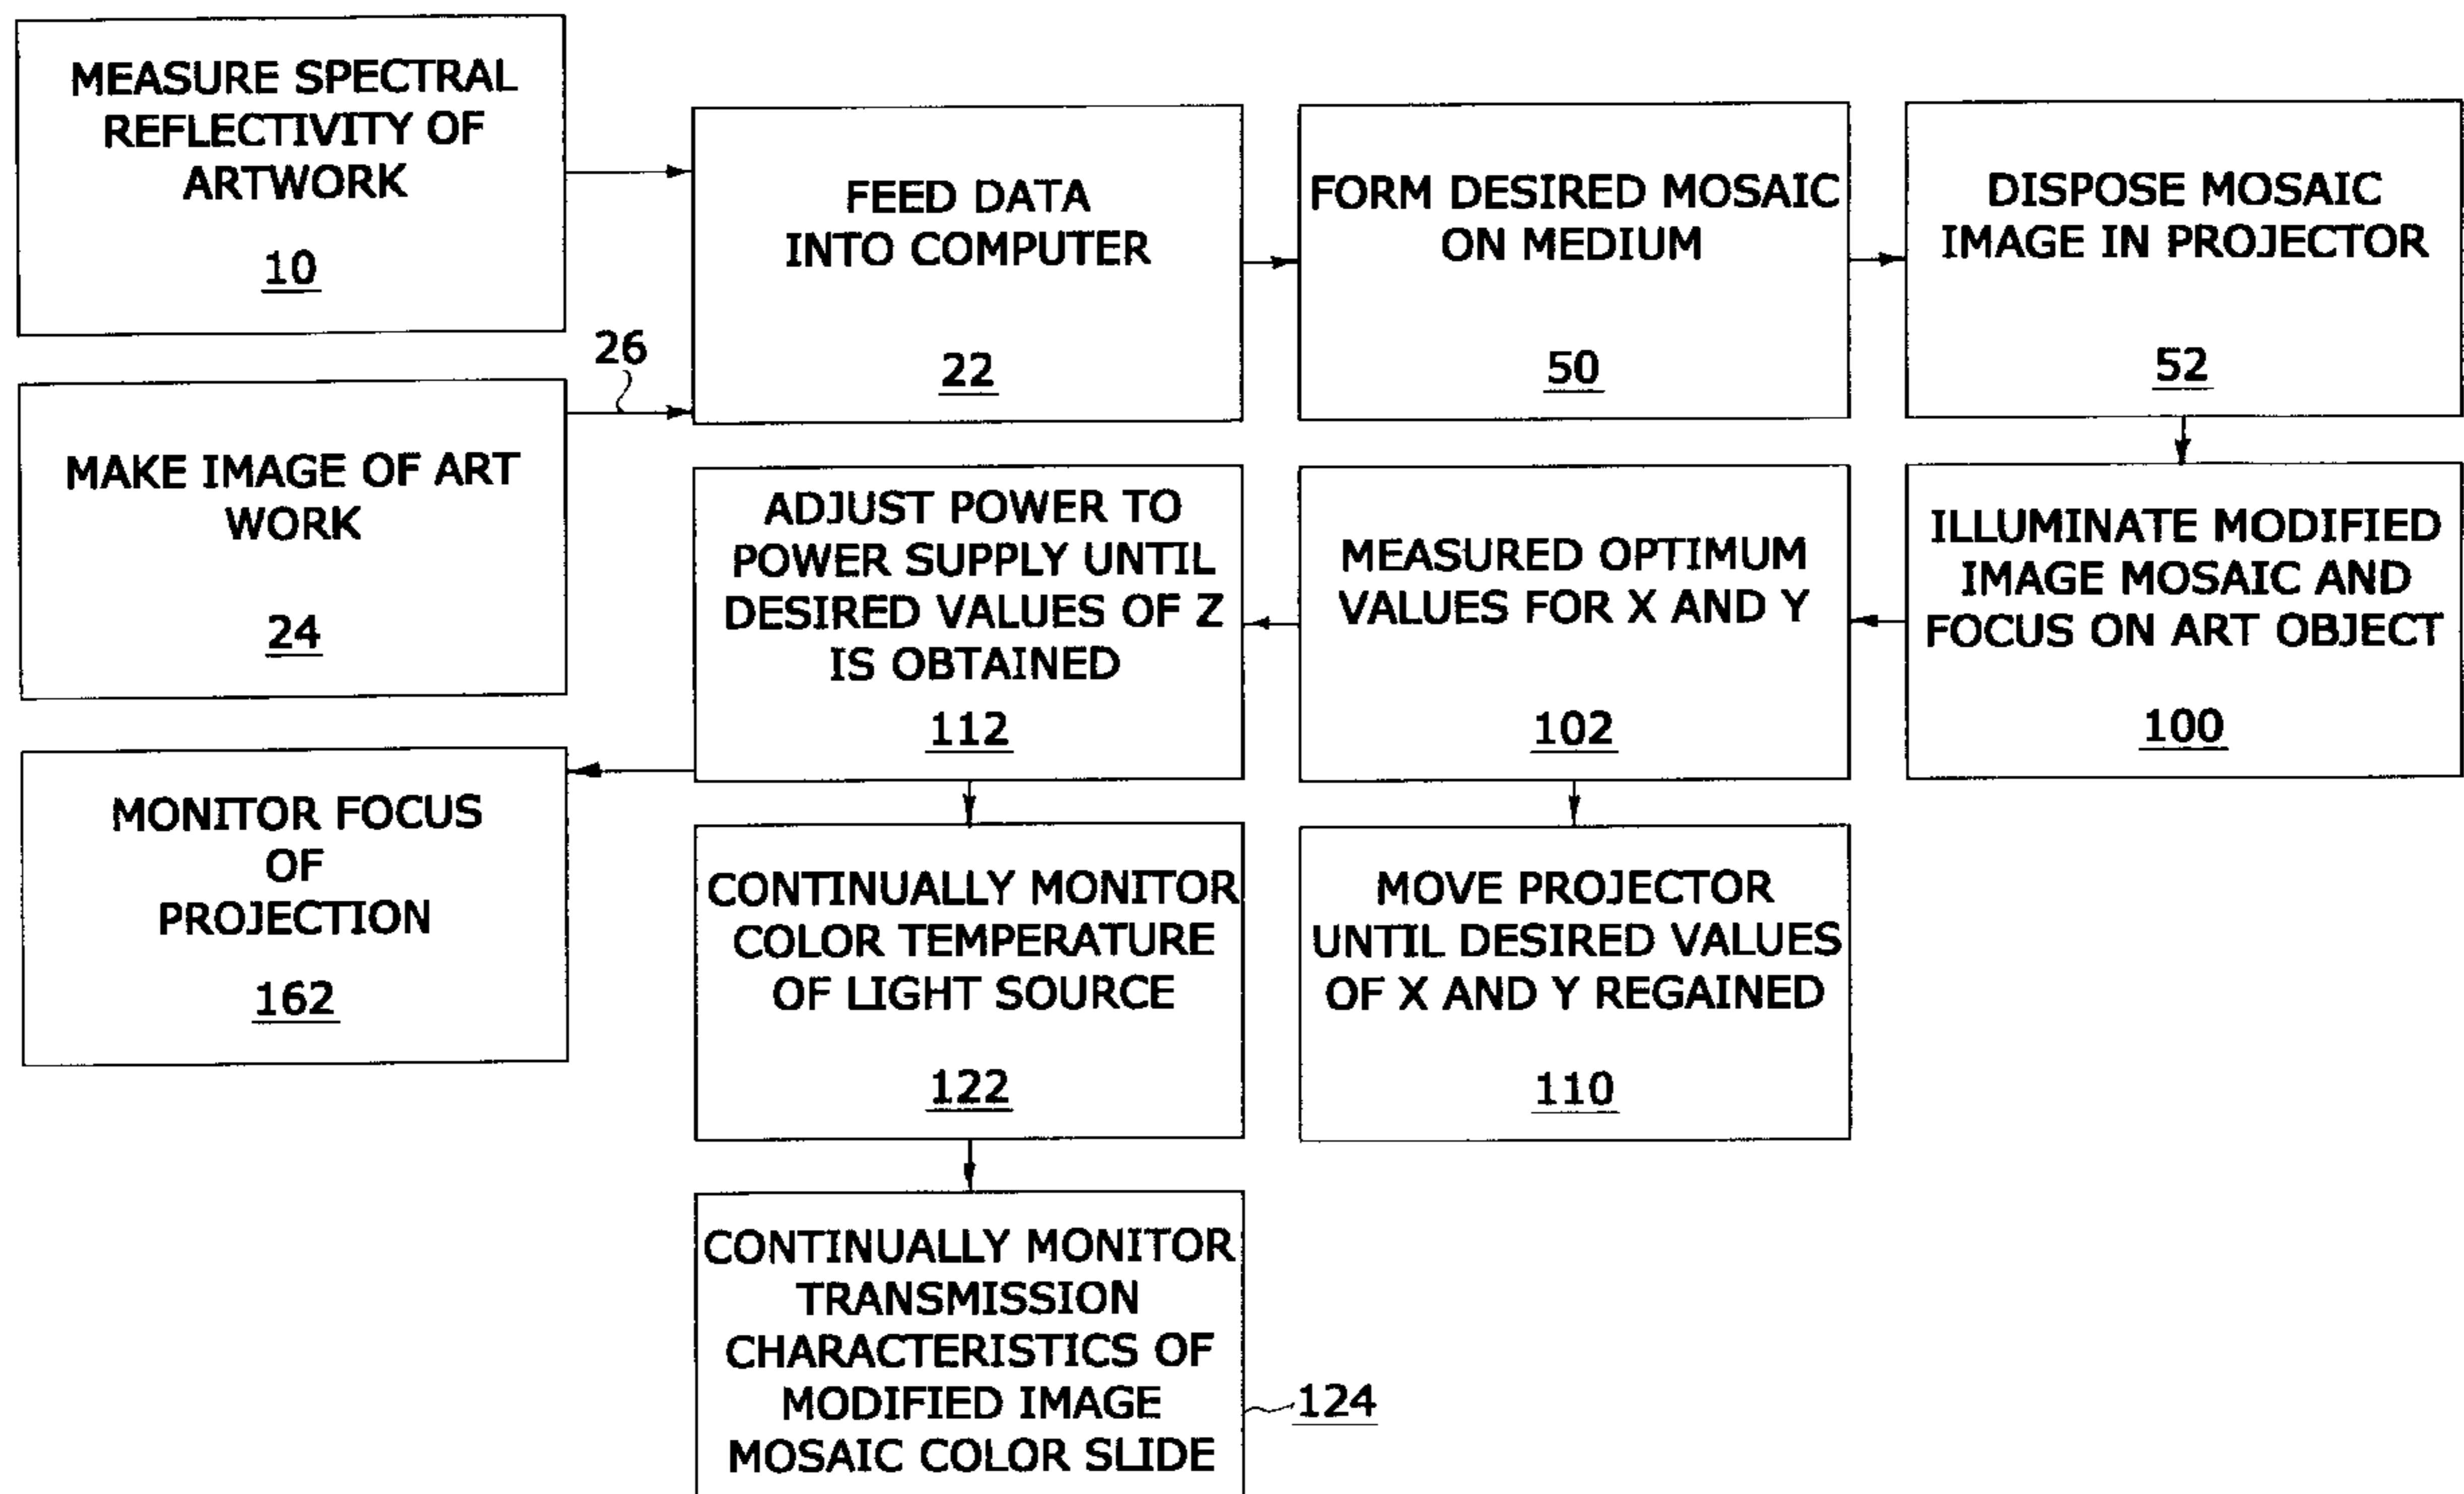 MEASURE SPECTRAL
REFLECTIVITY OF
ARTWORK
10
26
MAKE IMAGE OF ART
WORK
24
FEED DATA
INTO COMPUTER
22
FORM DESIRED MOSAIC
ON MEDIUM
50
DISPOSE MOSAIC
IMAGE IN PROJECTOR
52
ILLUMINATE MODIFIED
IMAGE MOSAIC AND
FOCUS ON ART OBJECT
100
MEASURED OPTIMUM
VALUES FOR X AND Y
102
ADJUST POWER TO
POWER SUPPLY UNTIL
DESIRED VALUES OF Z
IS OBTAINED
112
MONITOR FOCUS
OF
PROJECTION
162
CONTINUALLY MONITOR
COLOR TEMPERATURE
OF LIGHT SOURCE
122
MOVE PROJECTOR
UNTIL DESIRED VALUES
OF X AND Y REGAINED
110
CONTINUALLY MONITOR
TRANSMISSION
CHARACTERISTICS OF
MODIFIED IMAGE
MOSAIC COLOR SLIDE
124